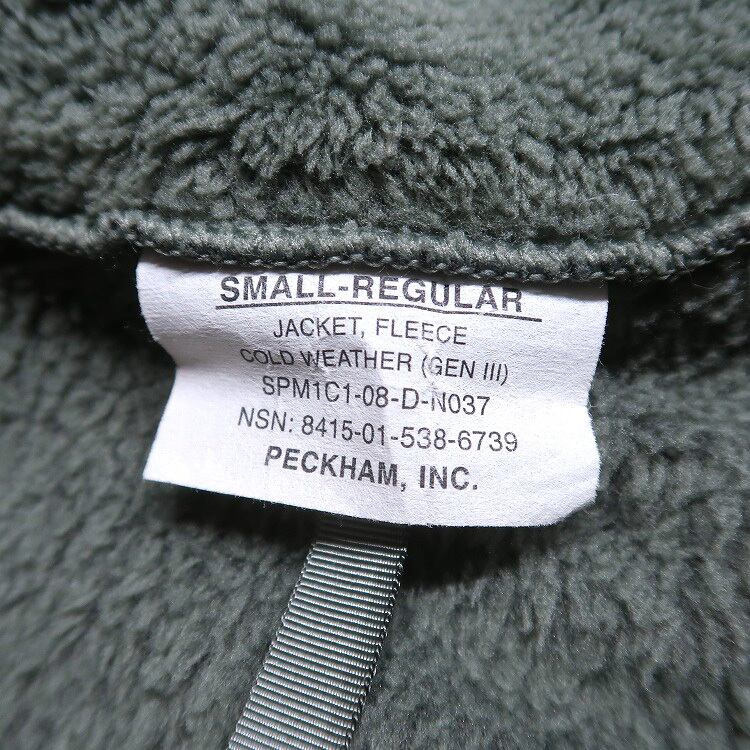 SMALL-REGULAR
JACKET, FLEECE
COLD WEATHER (GEN III)
SPM1C1-08-D-N037
NSN: 8415-01-538-6739
PECKHAM, INC.